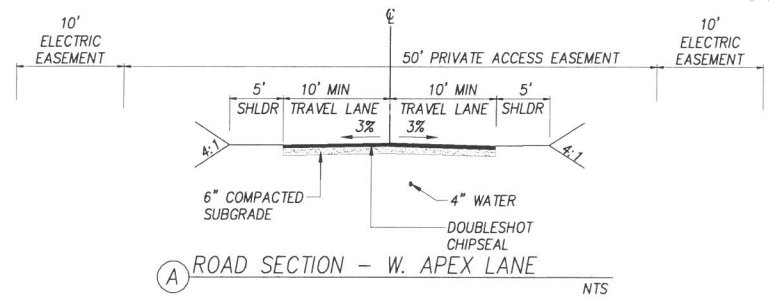 ℄
10'
ELECTRIC
EASEMENT
50' PRIVATE ACCESS EASEMENT
10'
ELECTRIC
EASEMENT
5'
SHLDR
10' MIN
TRAVEL LANE
10' MIN
TRAVEL LANE
5'
SHLDR
3%
3%
4:1
4:1
6" COMPACTED
SUBGRADE
4" WATER
DOUBLESHOT
CHIPSEAL
A
ROAD SECTION – W. APEX LANE
NTS